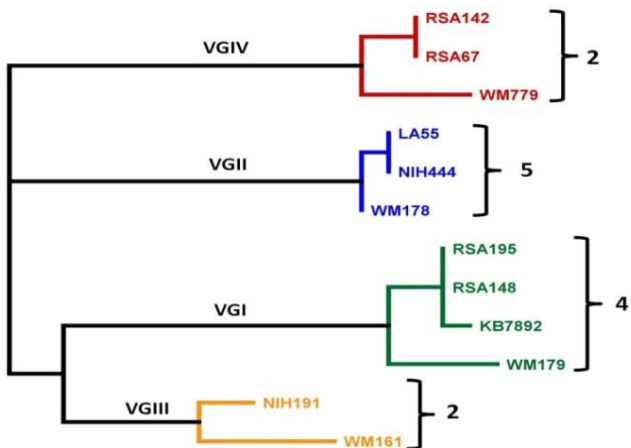 RSA142
VGIV
RSA67
2
WM779
LA55
VGII
NIH444
5
WM178
RSA195
RSA148
4
VGI
KB7892
WM179
NIH191
VGIII
2
WM161